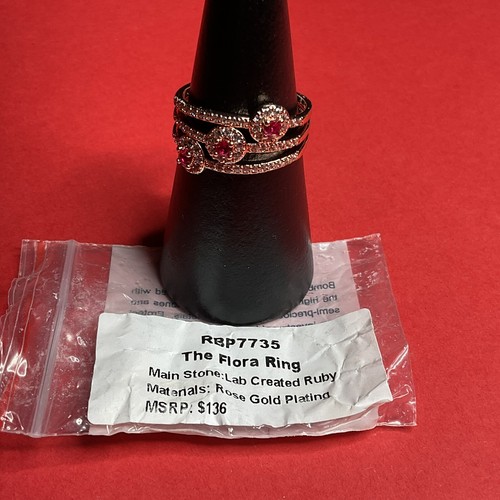 RBP7735
The Flora Ring
Main Stone:Lab Created Ruby
Materials: Rose Gold Plating
MSRP: $136